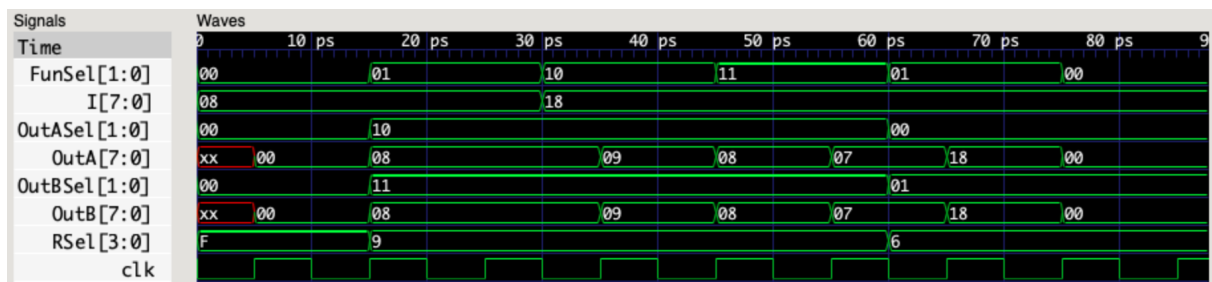 Signals Waves
Time 0 10 ps 20 ps 30 ps 40 ps 50 ps 60 ps 70 ps 80 ps 9
FunSel[1:0] 00 01 10 11 01 00
I[7:0] 08 18
OutASel[1:0] 00 10 00
OutA[7:0] xx 00 08 09 08 07 18 00
OutBSel[1:0] 00 11 01
OutB[7:0] xx 00 08 09 08 07 18 00
RSel[3:0] F 9 6
clk